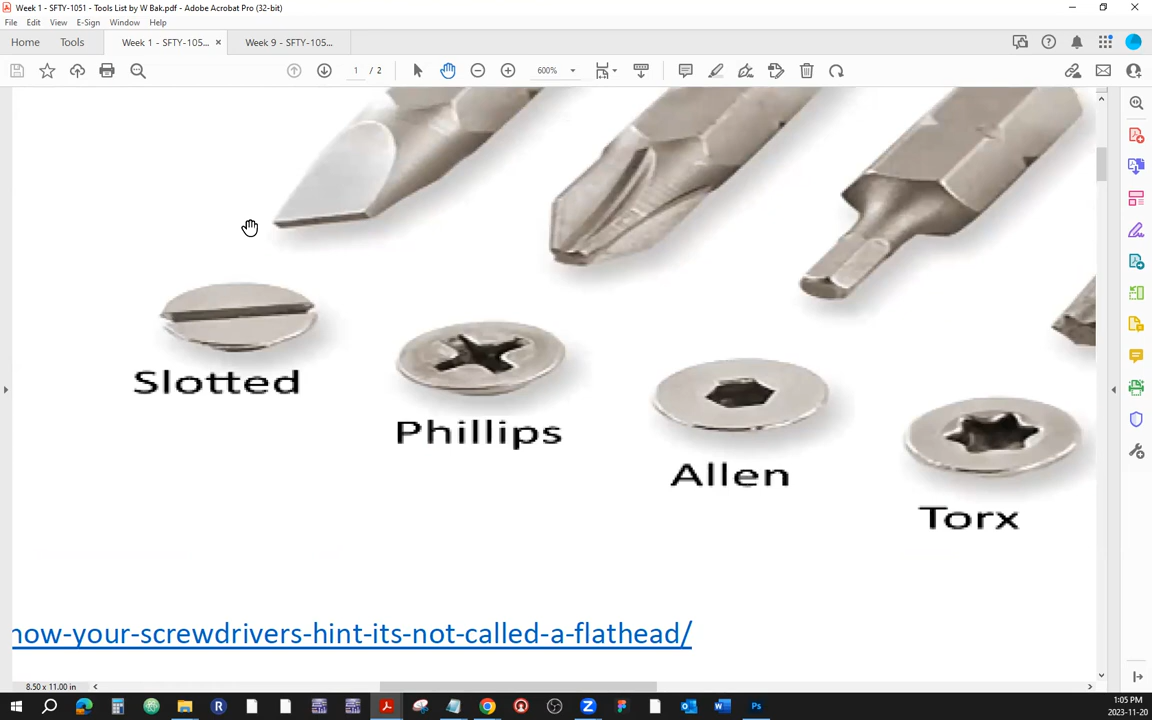 Week 1 - SFTY-1051 - Tools List by W Bak.pdf - Adobe Acrobat Pro (32-bit)
File Edit View E-Sign Window Help
Home Tools Week 1 - SFTY-105... × Week 9 - SFTY-105...
1 / 2 600%
Slotted
Phillips
Allen
Torx
now-your-screwdrivers-hint-its-not-called-a-flathead/
8.50 x 11.00 in
1:05 PM
2023-11-20